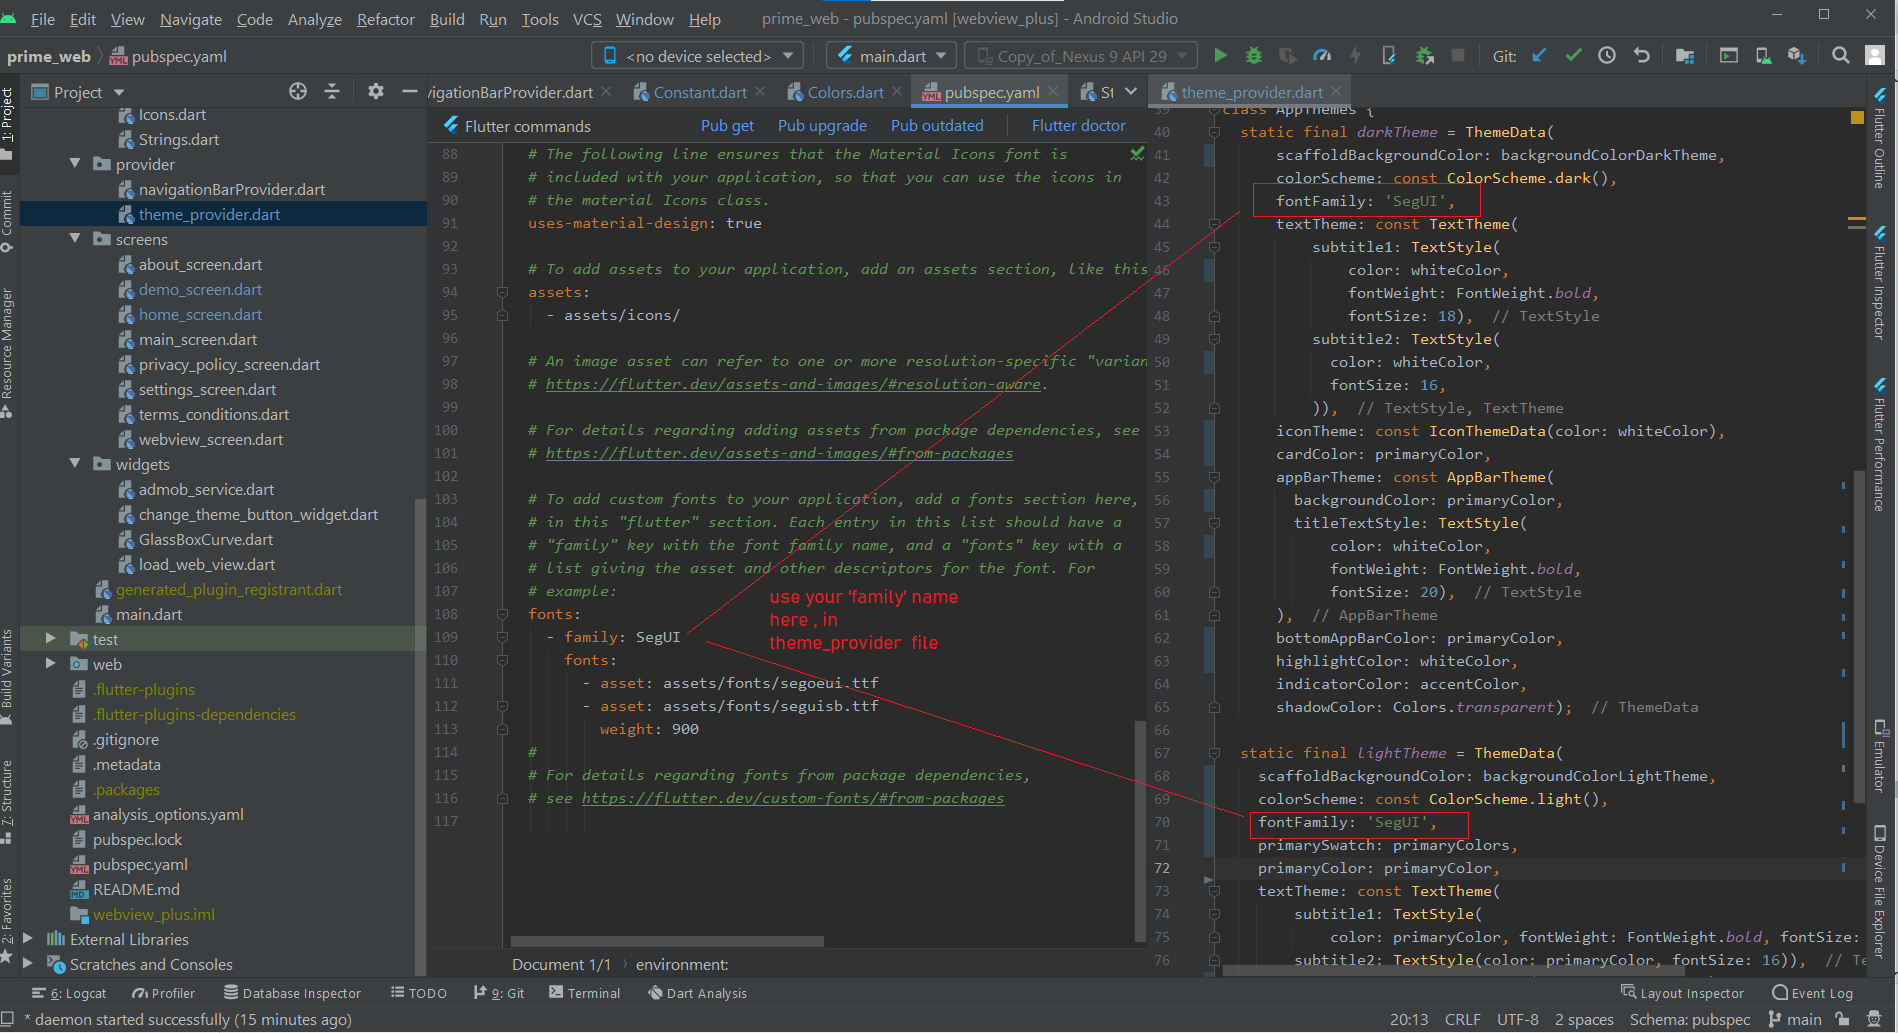 File Edit View Navigate Code Analyze Refactor Build Run Tools VCS Window Help prime_web - pubspec.yaml [webview_plus] - Android Studio
prime_web pubspec.yaml <no device selected> main.dart Copy_of_Nexus 9 API 29 Git:
Project
vigationBarProvider.dart Constant.dart Colors.dart pubspec.yaml St theme_provider.dart
Flutter commands Pub get Pub upgrade Pub outdated Flutter doctor
1: Project
Commit
Resource Manager
Build Variants
7: Structure
2: Favorites
Icons.dart
Strings.dart
provider
navigationBarProvider.dart
theme_provider.dart
screens
about_screen.dart
demo_screen.dart
home_screen.dart
main_screen.dart
privacy_policy_screen.dart
settings_screen.dart
terms_conditions.dart
webview_screen.dart
widgets
admob_service.dart
change_theme_button_widget.dart
GlassBoxCurve.dart
load_web_view.dart
generated_plugin_registrant.dart
main.dart
test
web
.flutter-plugins
.flutter-plugins-dependencies
.gitignore
.metadata
.packages
analysis_options.yaml
pubspec.lock
pubspec.yaml
README.md
webview_plus.iml
External Libraries
Scratches and Consoles
88 # The following line ensures that the Material Icons font is
89 # included with your application, so that you can use the icons in
90 # the material Icons class.
91 uses-material-design: true
92
93 # To add assets to your application, add an assets section, like this
94 assets:
95 - assets/icons/
96
97 # An image asset can refer to one or more resolution-specific "varian
98 # https://flutter.dev/assets-and-images/#resolution-aware.
99
100 # For details regarding adding assets from package dependencies, see
101 # https://flutter.dev/assets-and-images/#from-packages
102
103 # To add custom fonts to your application, add a fonts section here,
104 # in this "flutter" section. Each entry in this list should have a
105 # "family" key with the font family name, and a "fonts" key with a
106 # list giving the asset and other descriptors for the font. For
107 # example:
108 fonts:
109 - family: SegUI
110 fonts:
111 - asset: assets/fonts/segoeui.ttf
112 - asset: assets/fonts/seguisb.ttf
113 weight: 900
114 #
115 # For details regarding fonts from package dependencies,
116 # see https://flutter.dev/custom-fonts/#from-packages
117
use your 'family' name
here , in
theme_provider file
39 class AppThemes {
40 static final darkTheme = ThemeData(
41 scaffoldBackgroundColor: backgroundColorDarkTheme,
42 colorScheme: const ColorScheme.dark(),
43 fontFamily: 'SegUI',
44 textTheme: const TextTheme(
45 subtitle1: TextStyle(
46 color: whiteColor,
47 fontWeight: FontWeight.bold,
48 fontSize: 18), // TextStyle
49 subtitle2: TextStyle(
50 color: whiteColor,
51 fontSize: 16,
52 )), // TextStyle, TextTheme
53 iconTheme: const IconThemeData(color: whiteColor),
54 cardColor: primaryColor,
55 appBarTheme: const AppBarTheme(
56 backgroundColor: primaryColor,
57 titleTextStyle: TextStyle(
58 color: whiteColor,
59 fontWeight: FontWeight.bold,
60 fontSize: 20), // TextStyle
61 ), // AppBarTheme
62 bottomAppBarColor: primaryColor,
63 highlightColor: whiteColor,
64 indicatorColor: accentColor,
65 shadowColor: Colors.transparent); // ThemeData
66
67 static final lightTheme = ThemeData(
68 scaffoldBackgroundColor: backgroundColorLightTheme,
69 colorScheme: const ColorScheme.light(),
70 fontFamily: 'SegUI',
71 primarySwatch: primaryColors,
72 primaryColor: primaryColor,
73 textTheme: const TextTheme(
74 subtitle1: TextStyle(
75 color: primaryColor, fontWeight: FontWeight.bold, fontSize:
76 subtitle2: TextStyle(color: primaryColor, fontSize: 16)), // Te
Flutter Outline
Flutter Inspector
Flutter Performance
Emulator
Device File Explorer
Document 1/1 environment:
6: Logcat Profiler Database Inspector TODO 9: Git Terminal Dart Analysis Layout Inspector Event Log
* daemon started successfully (15 minutes ago) 20:13 CRLF UTF-8 2 spaces Schema: pubspec main